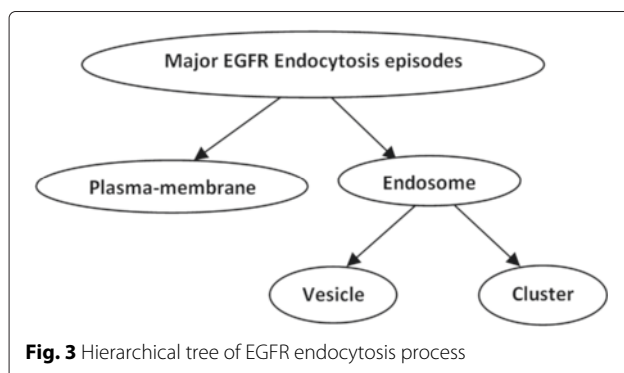 Major EGFR Endocytosis episodes
Plasma-membrane
Endosome
Vesicle
Cluster
Fig. 3 Hierarchical tree of EGFR endocytosis process